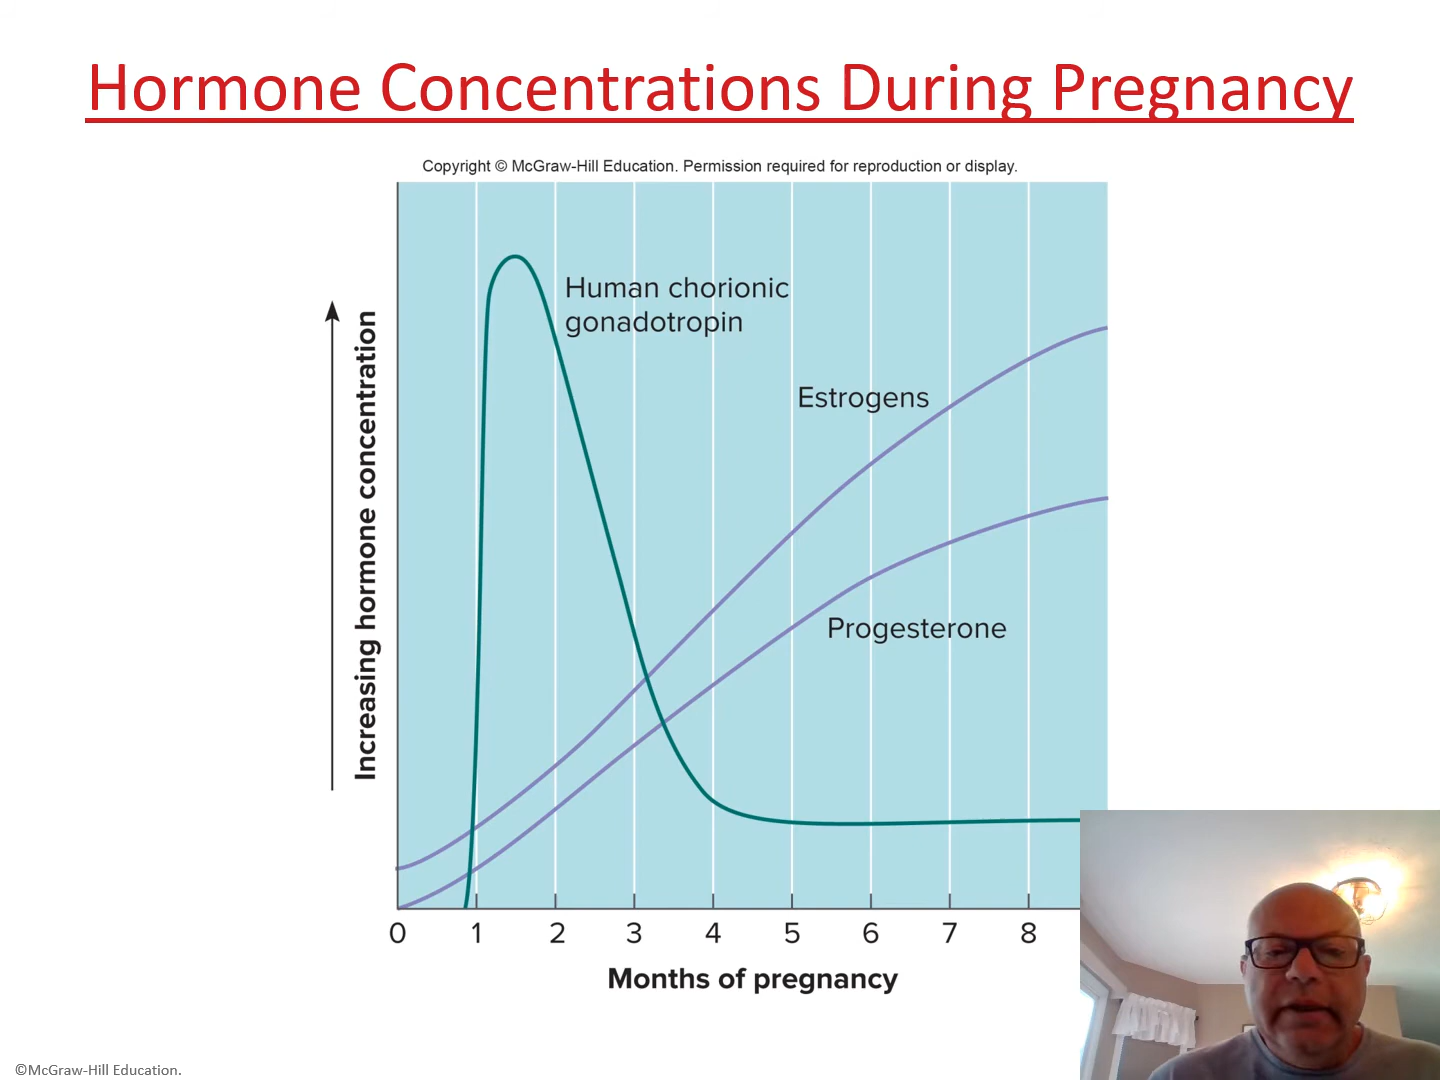 Hormone Concentrations During Pregnancy
Copyright © McGraw-Hill Education. Permission required for reproduction or display.
Human chorionic
gonadotropin
Estrogens
Progesterone
Increasing hormone concentration
0 1 2 3 4 5 6 7 8
Months of pregnancy
©McGraw-Hill Education.